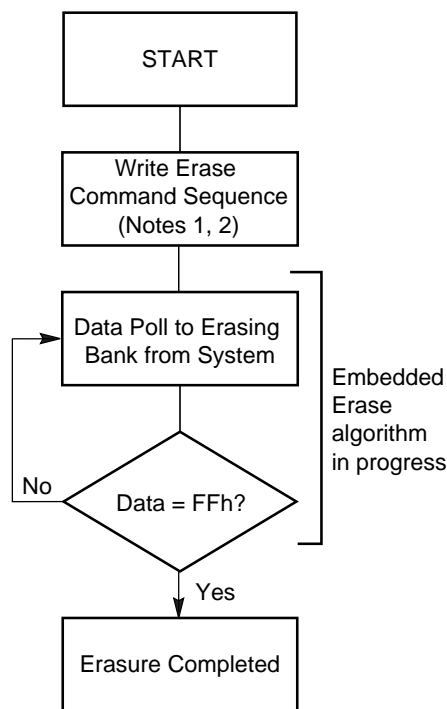 START
Write Erase
Command Sequence
(Notes 1, 2)
Data Poll to Erasing
Bank from System
Embedded
Erase
algorithm
in progress
No
Data = FFh?
Yes
Erasure Completed